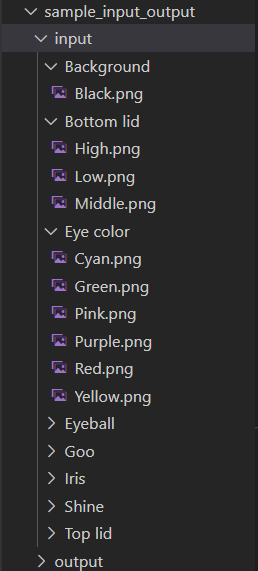 sample_input_output
input
Background
Black.png
Bottom lid
High.png
Low.png
Middle.png
Eye color
Cyan.png
Green.png
Pink.png
Purple.png
Red.png
Yellow.png
Eyeball
Goo
Iris
Shine
Top lid
output